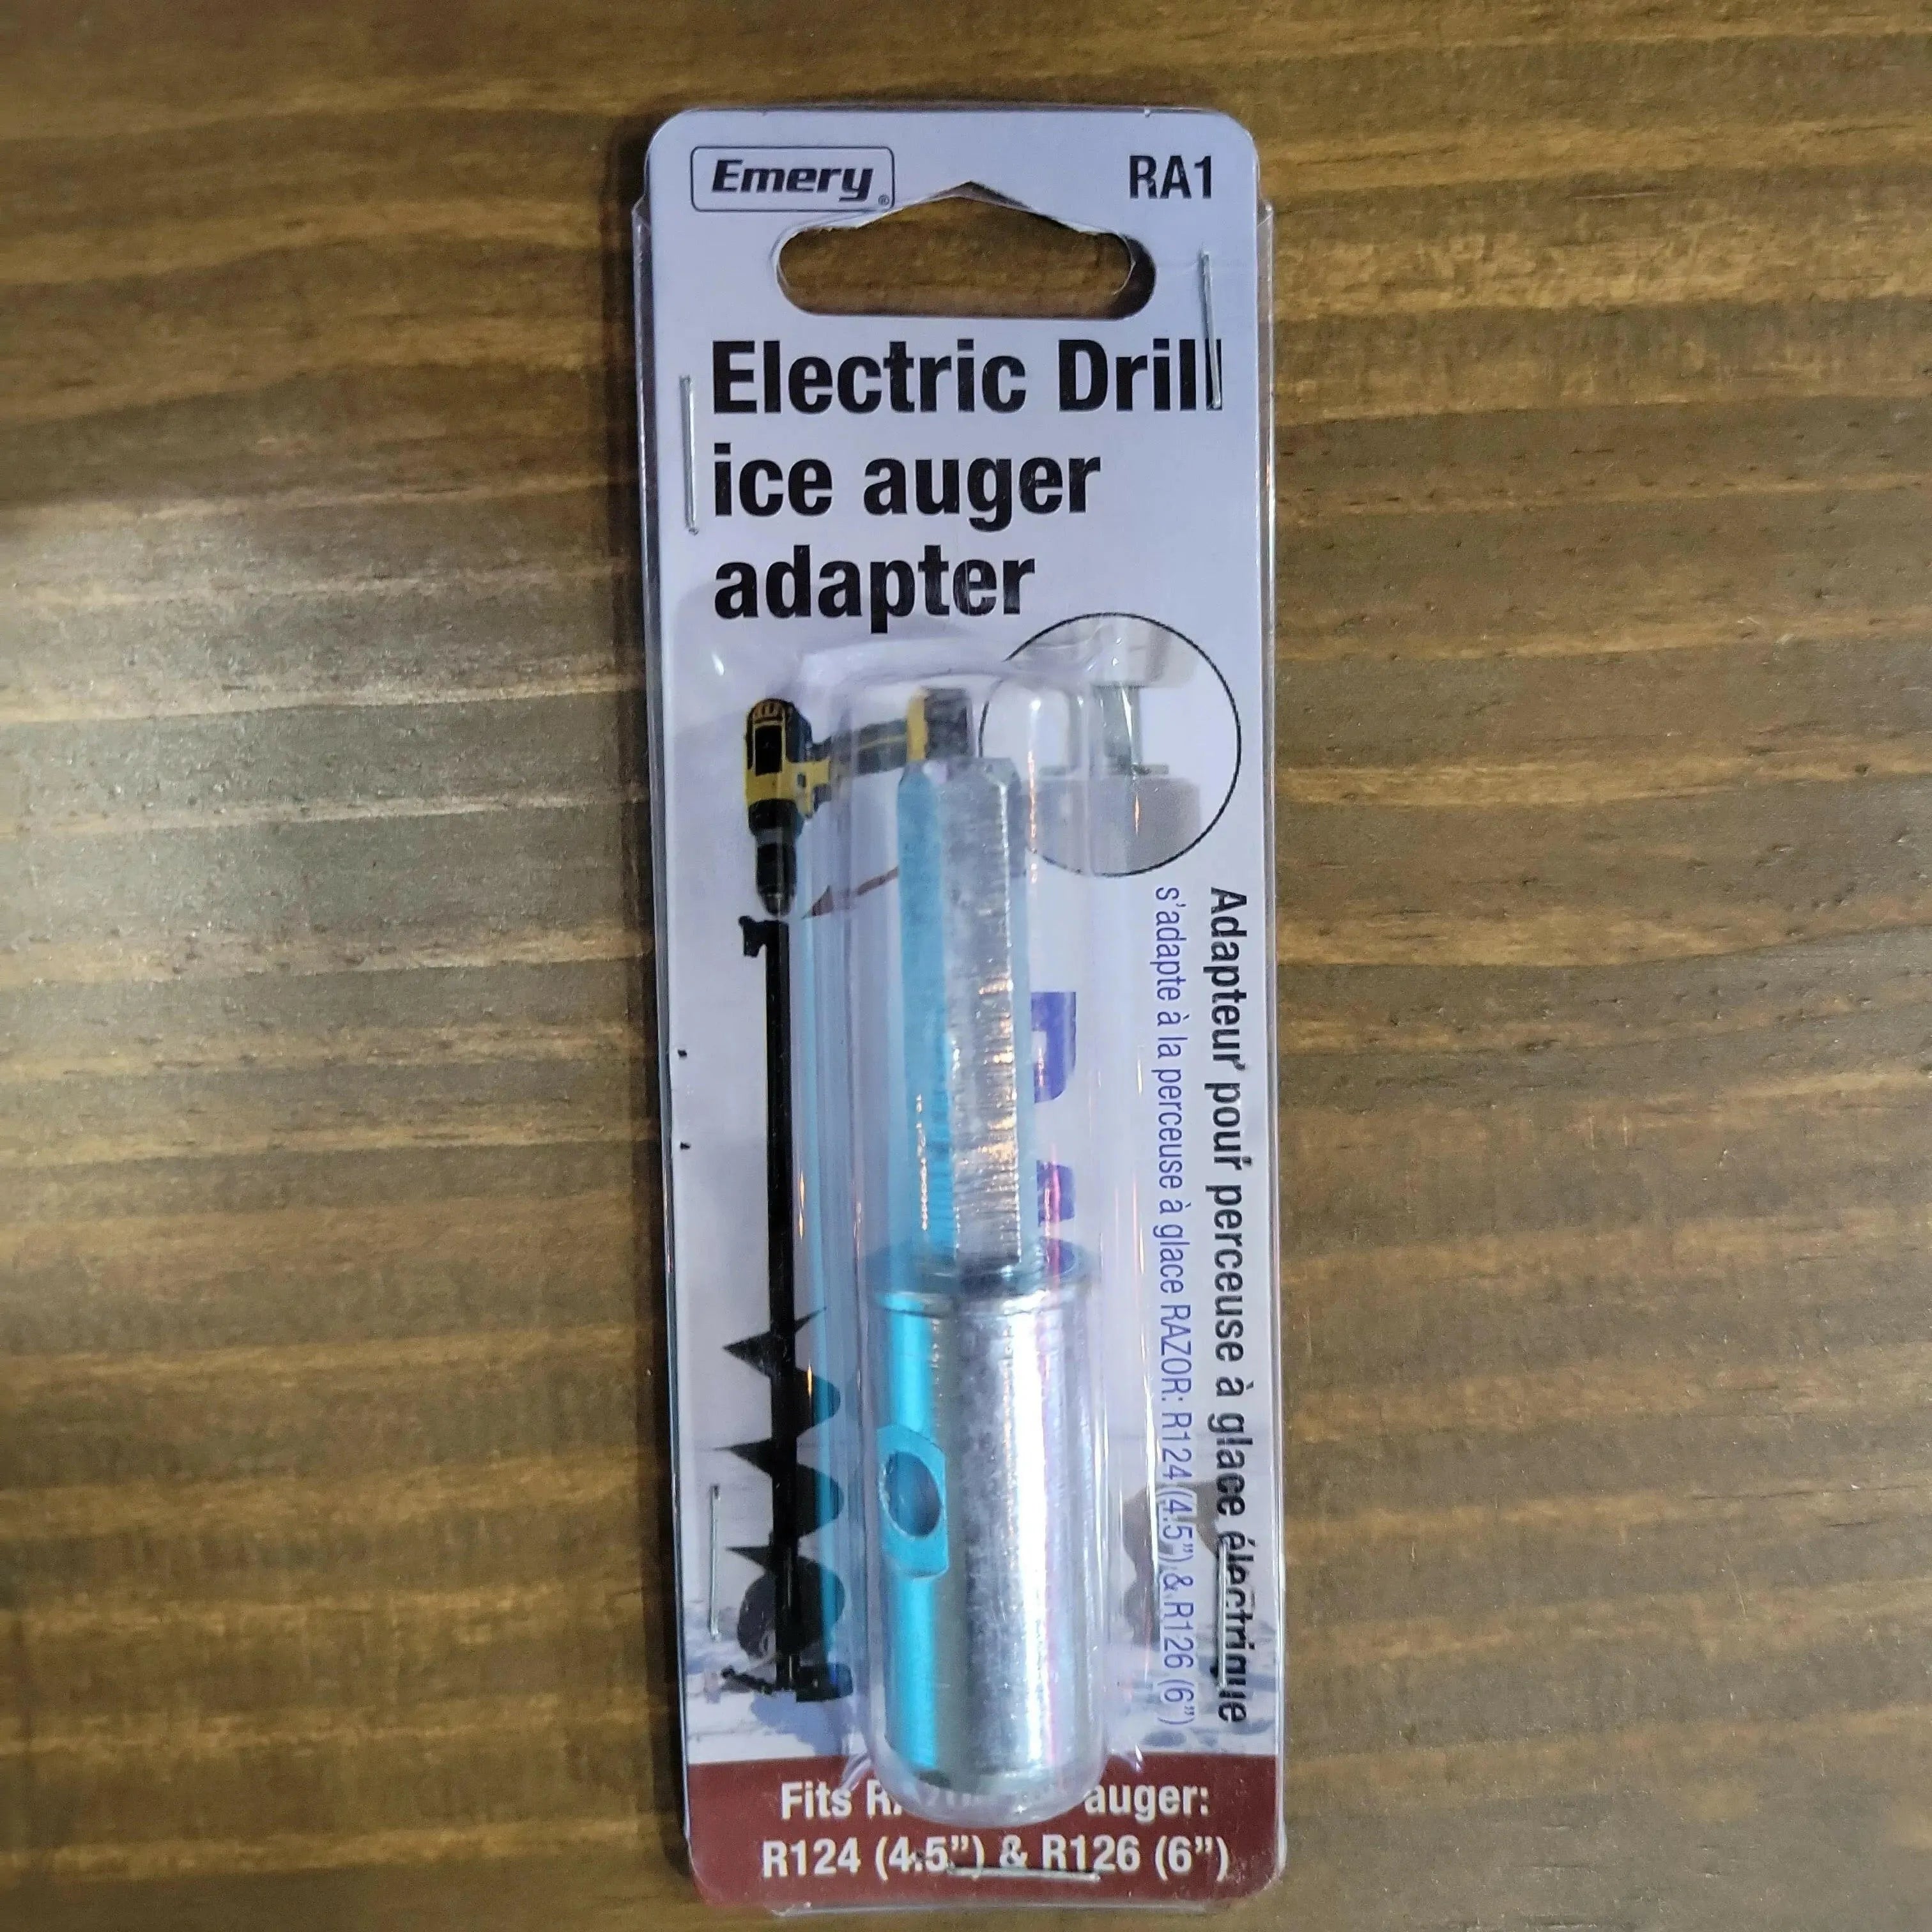 Emery®
RA1
Electric Drill
ice auger
adapter
Adapteur pour perceuse à glace électrique
s'adapte à la perceuse à glace RAZOR: R124 (4.5") & R126 (6")
Fits auger:
R124 (4.5") & R126 (6")